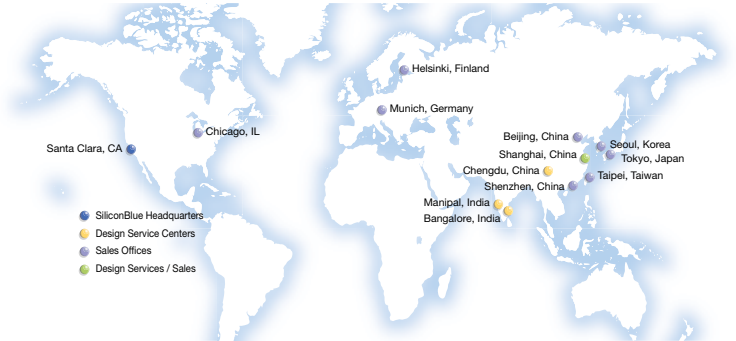 Helsinki, Finland
Munich, Germany
Chicago, IL
Santa Clara, CA
Beijing, China
Seoul, Korea
Shanghai, China
Tokyo, Japan
Chengdu, China
Taipei, Taiwan
Shenzhen, China
Manipal, India
Bangalore, India
SiliconBlue Headquarters
Design Service Centers
Sales Offices
Design Services / Sales